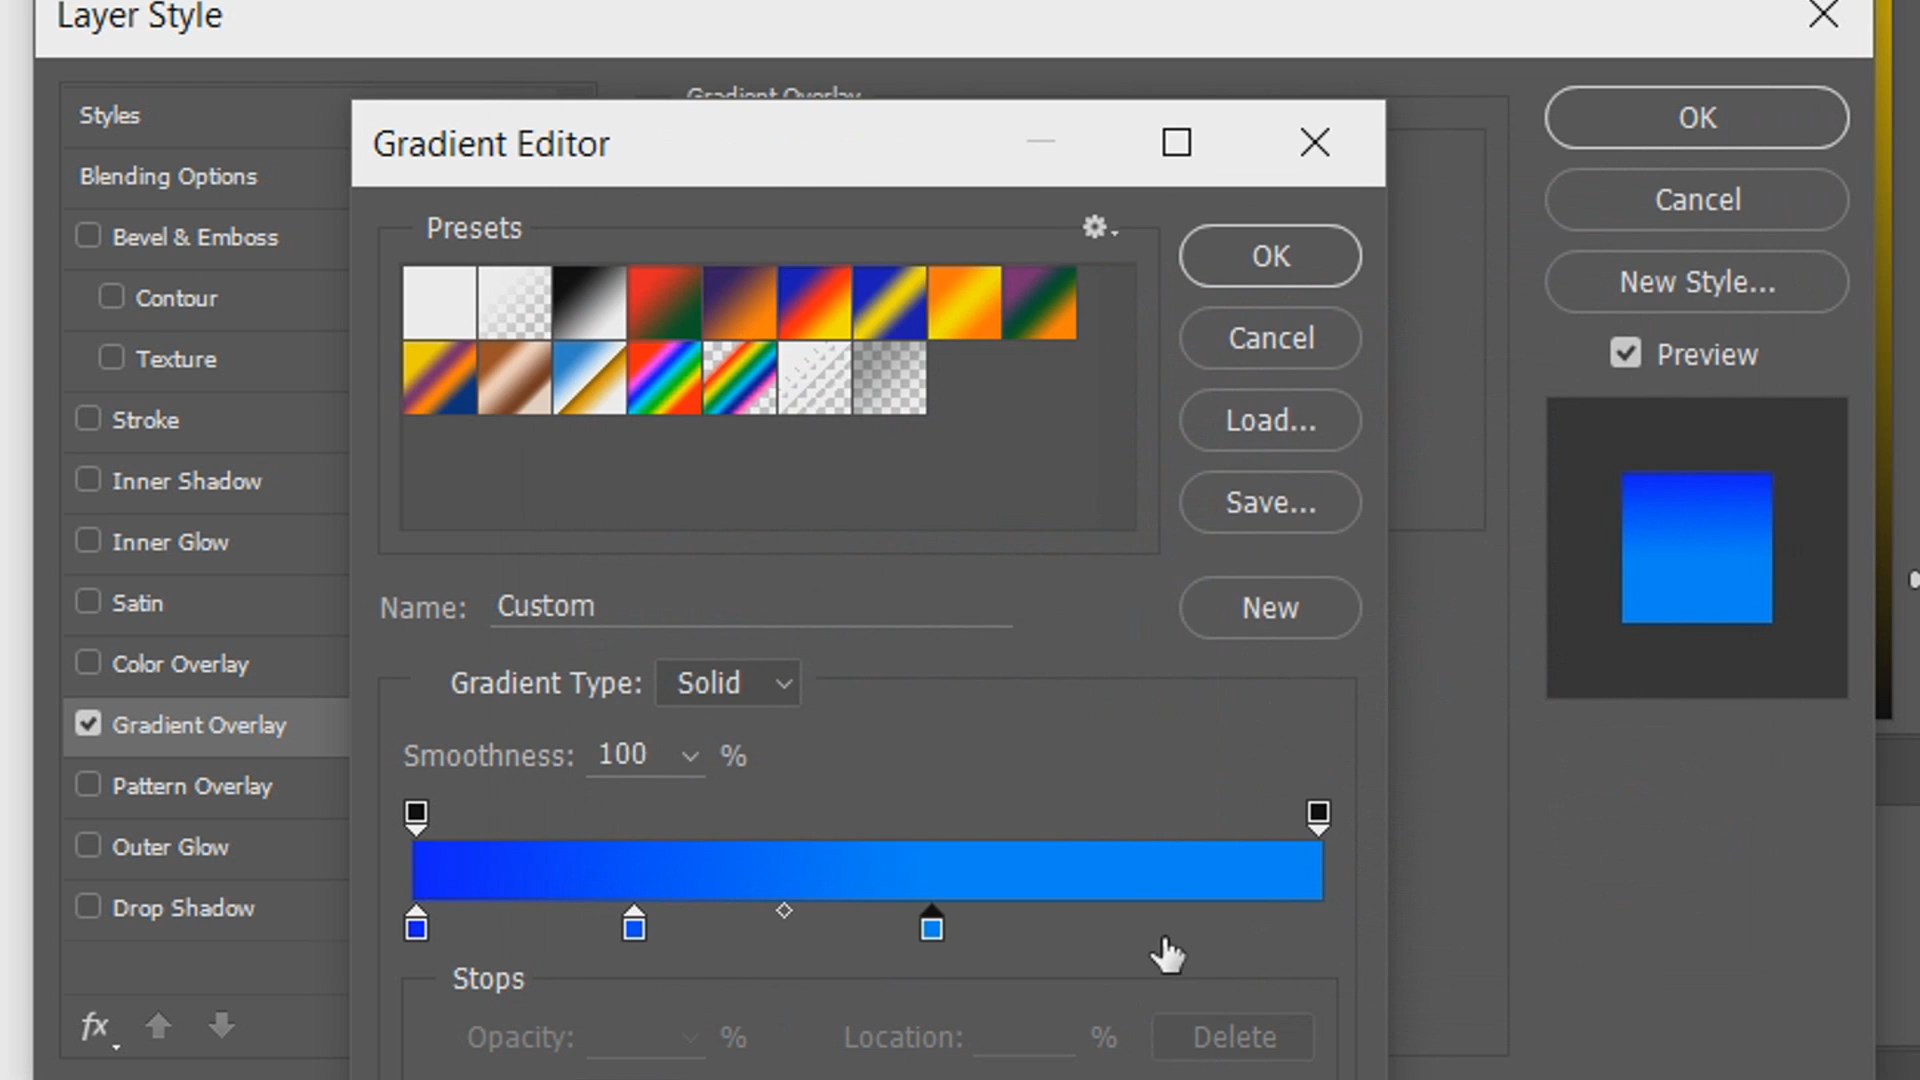 Layer Style
Styles
Blending Options
Bevel & Emboss
Contour
Texture
Stroke
Inner Shadow
Inner Glow
Satin
Color Overlay
Gradient Overlay
Pattern Overlay
Outer Glow
Drop Shadow
fx
Gradient Overlay
Gradient Editor
Presets
OK
Cancel
Load...
Save...
Name: Custom
New
Gradient Type: Solid
Smoothness: 100 %
Stops
Opacity: % Location: % Delete
OK
Cancel
New Style...
Preview